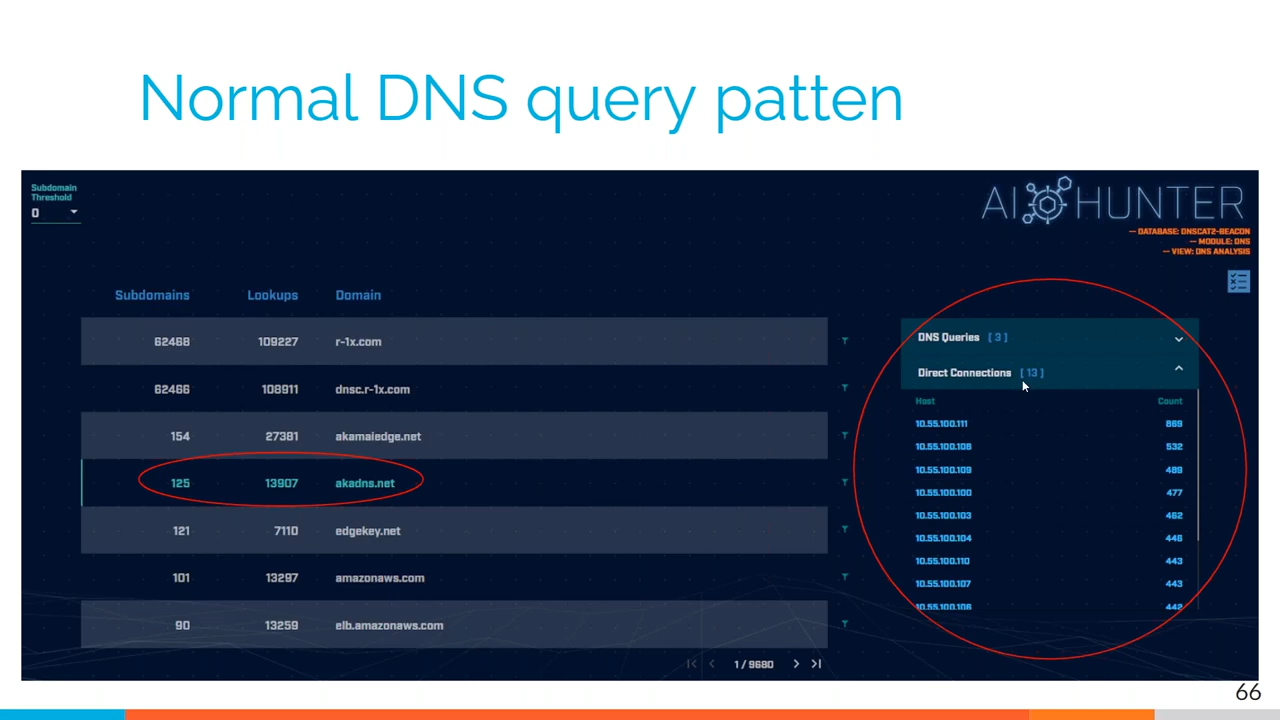 Normal DNS query patten
Subdomain
Threshold
0
AI HUNTER
— DATABASE: DNSCAT2-BEACON
— MODULE: DNS
— VIEW: DNS ANALYSIS
Subdomains Lookups Domain
62468 109227 r-1x.com
62466 108911 dnsc.r-1x.com
154 27381 akamaiedge.net
125 13907 akadns.net
121 7110 edgekey.net
101 13297 amazonaws.com
90 13259 elb.amazonaws.com
1 / 9680
DNS Queries [ 3 ]
Direct Connections [ 13 ]
Host Count
10.55.100.111 869
10.55.100.108 532
10.55.100.109 489
10.55.100.100 477
10.55.100.103 462
10.55.100.104 446
10.55.100.110 443
10.55.100.107 443
10.55.100.106 442
66